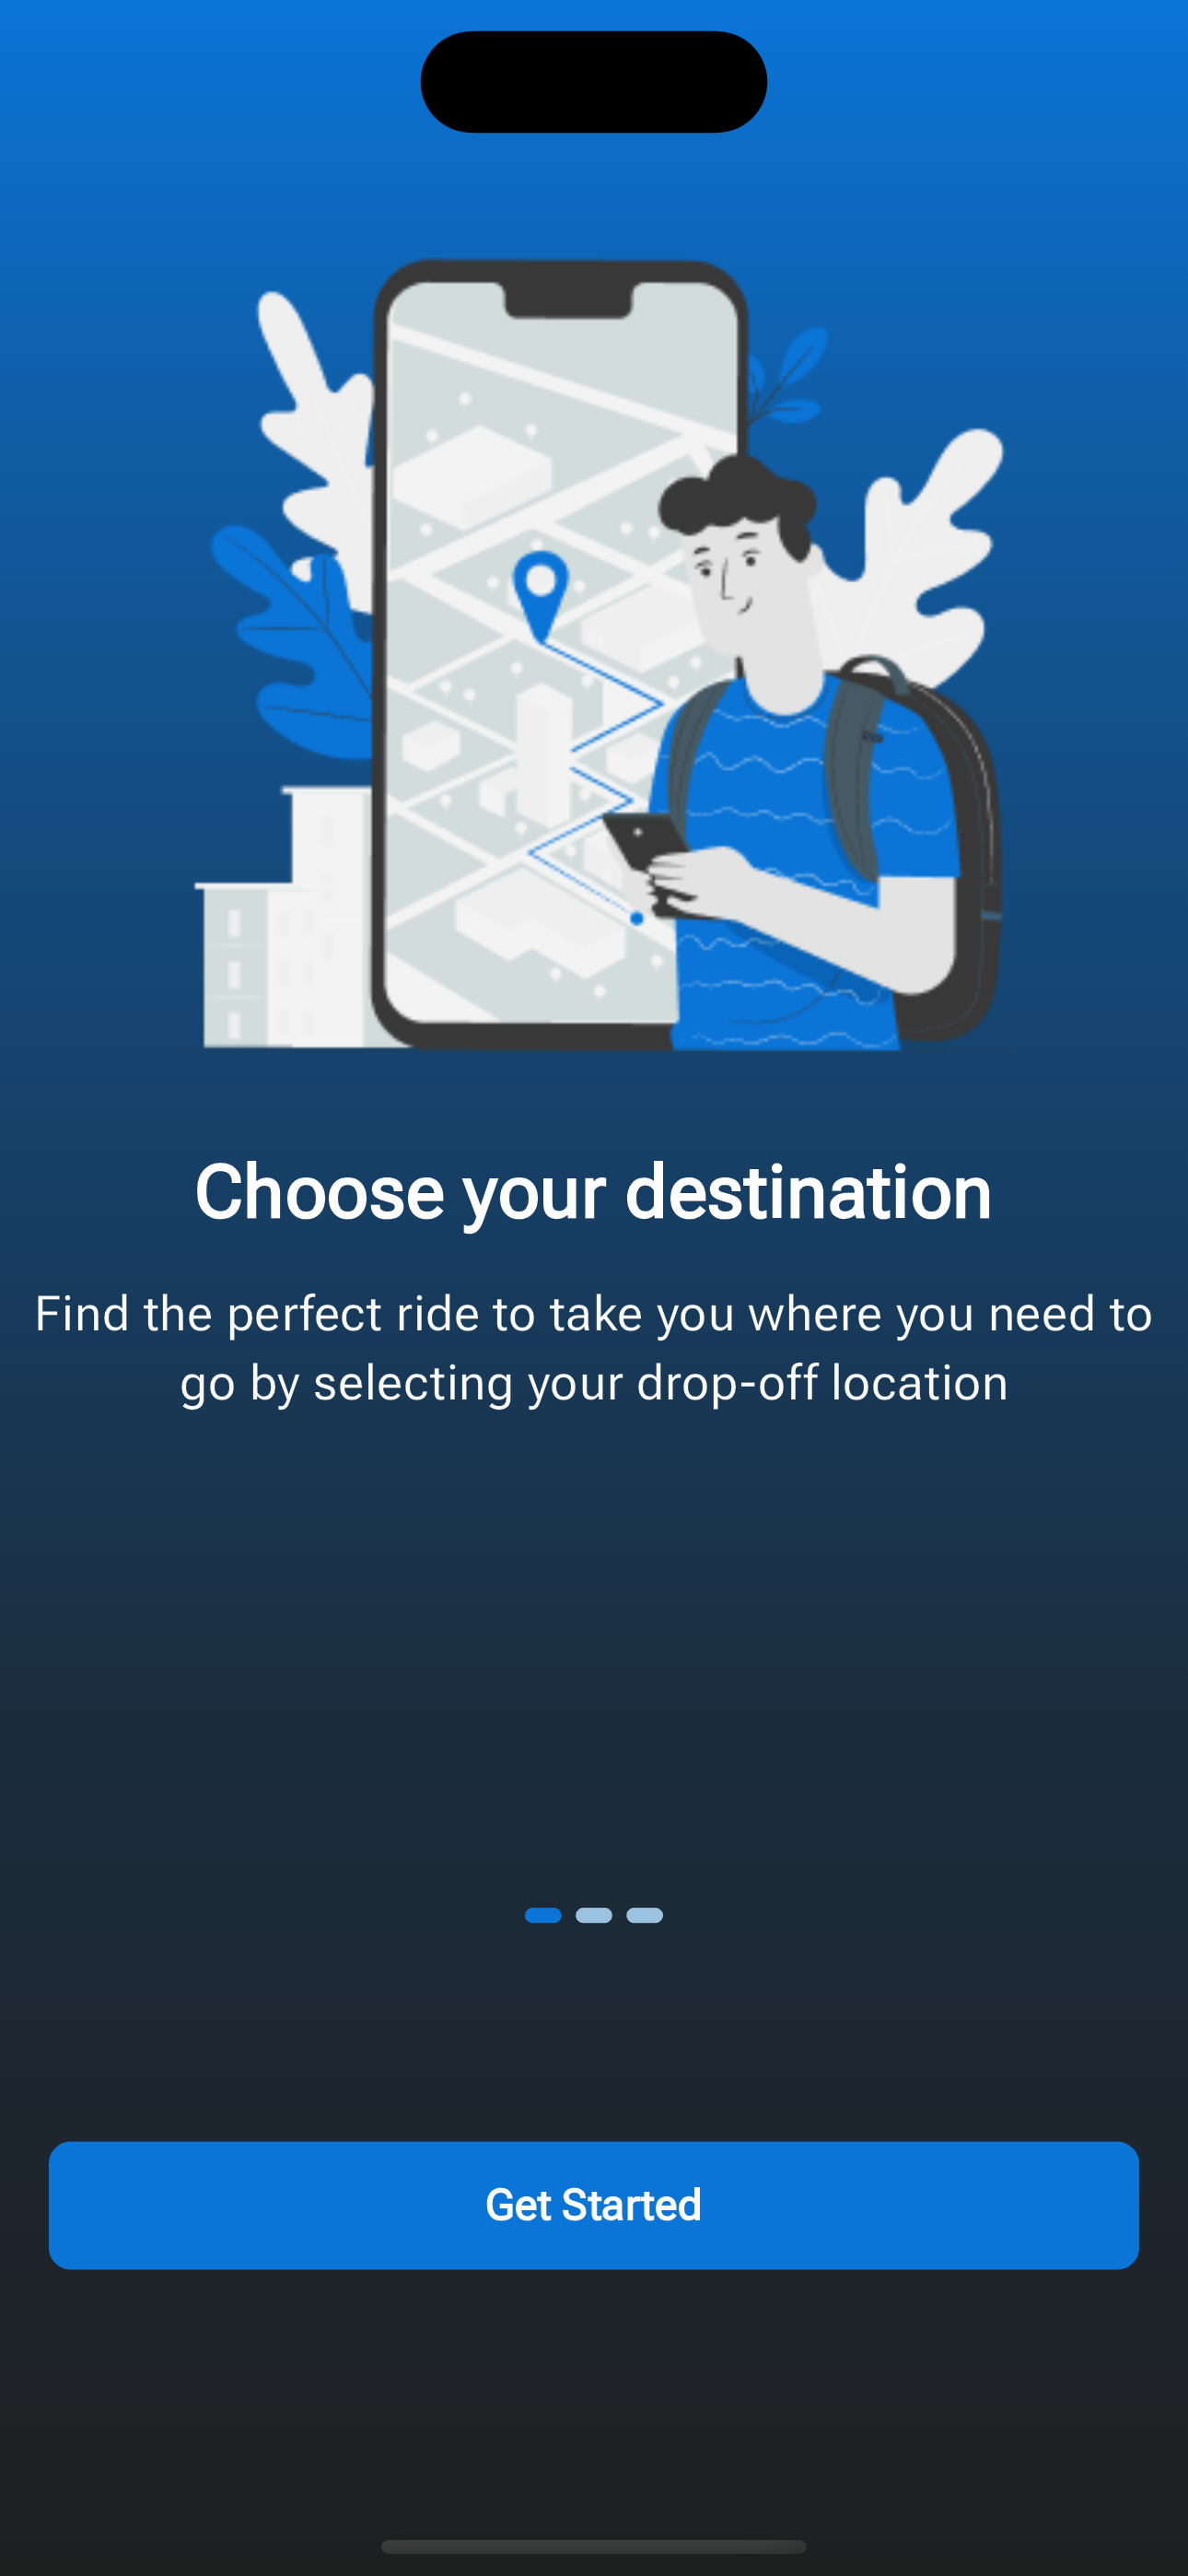 Choose your destination
Find the perfect ride to take you where you need to
go by selecting your drop-off location
Get Started